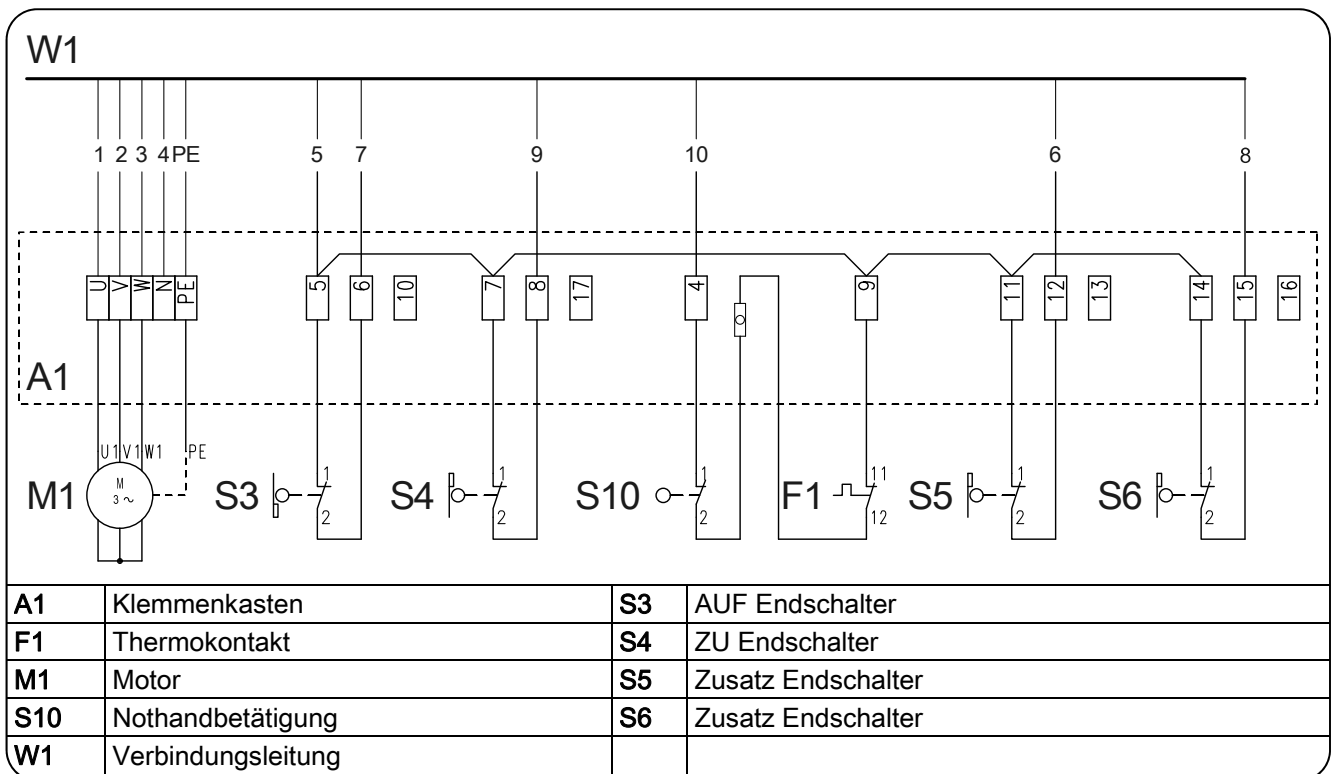 W1
1 2 3 4 PE 5 7 9 10 6 8
U V W N PE 5 6 10 7 8 17 4 9 11 12 13 14 15 16
A1
U1 V1 W1 PE 1 1 1 11 1 1
M1 M 3 ~ S3 S4 S10 F1 S5 S6
2 2 2 12 2 2
A1 Klemmenkasten S3 AUF Endschalter
F1 Thermokontakt S4 ZU Endschalter
M1 Motor S5 Zusatz Endschalter
S10 Nothandbetätigung S6 Zusatz Endschalter
W1 Verbindungsleitung